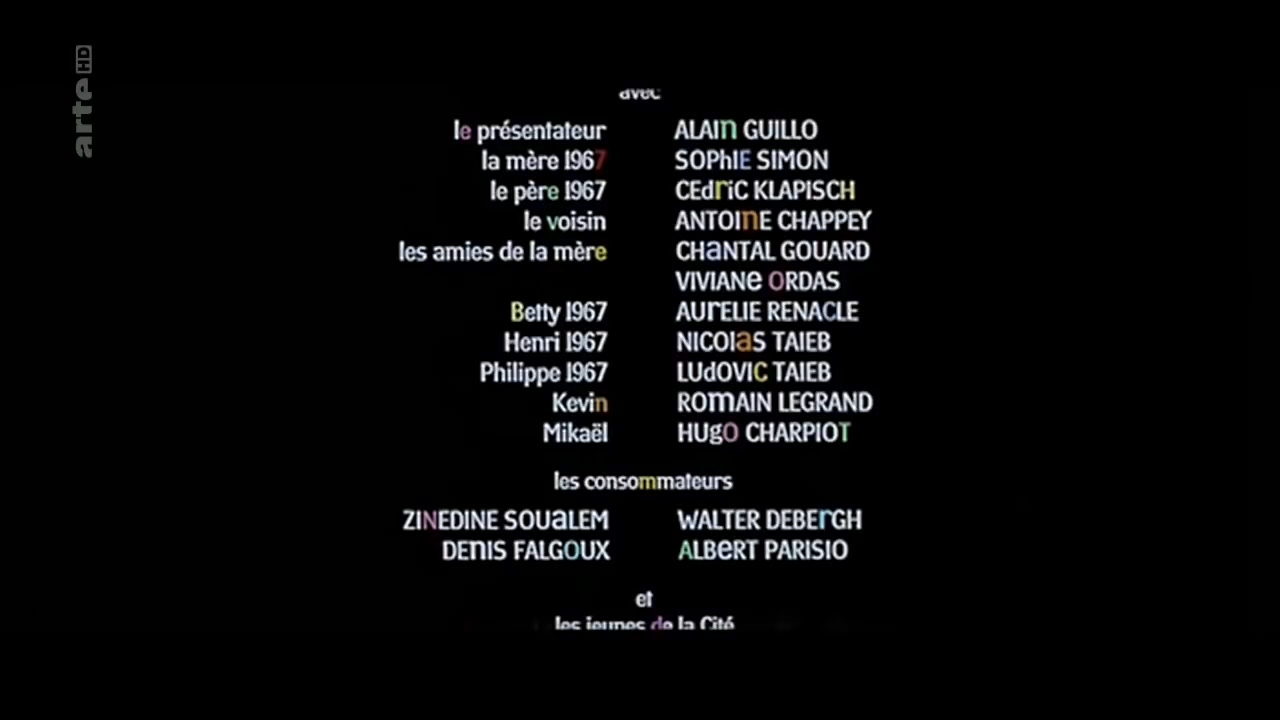 arte HD
avec
le présentateur ALAIn GUILLO
la mère 1967 SOPhIE SIMON
le père 1967 CEdrIC KLAPISCH
le voisin ANTOInE CHAPPEY
les amies de la mère CHaNTAL GOUARD
VIVIANe ORDAS
Betty 1967 AUrELIE RENACLE
Henri 1967 NICOlaS TAIEB
Philippe 1967 LUdOVIC TAIEB
Kevin ROmAIN LEGRAND
Mikaël HUgO CHARPIOT
les consommateurs
ZINEDINE SOUaLEM WALTER DEBErGH
DEnIS FALGOUX ALBeRT PARISIO
et
les jeunes de la Cité